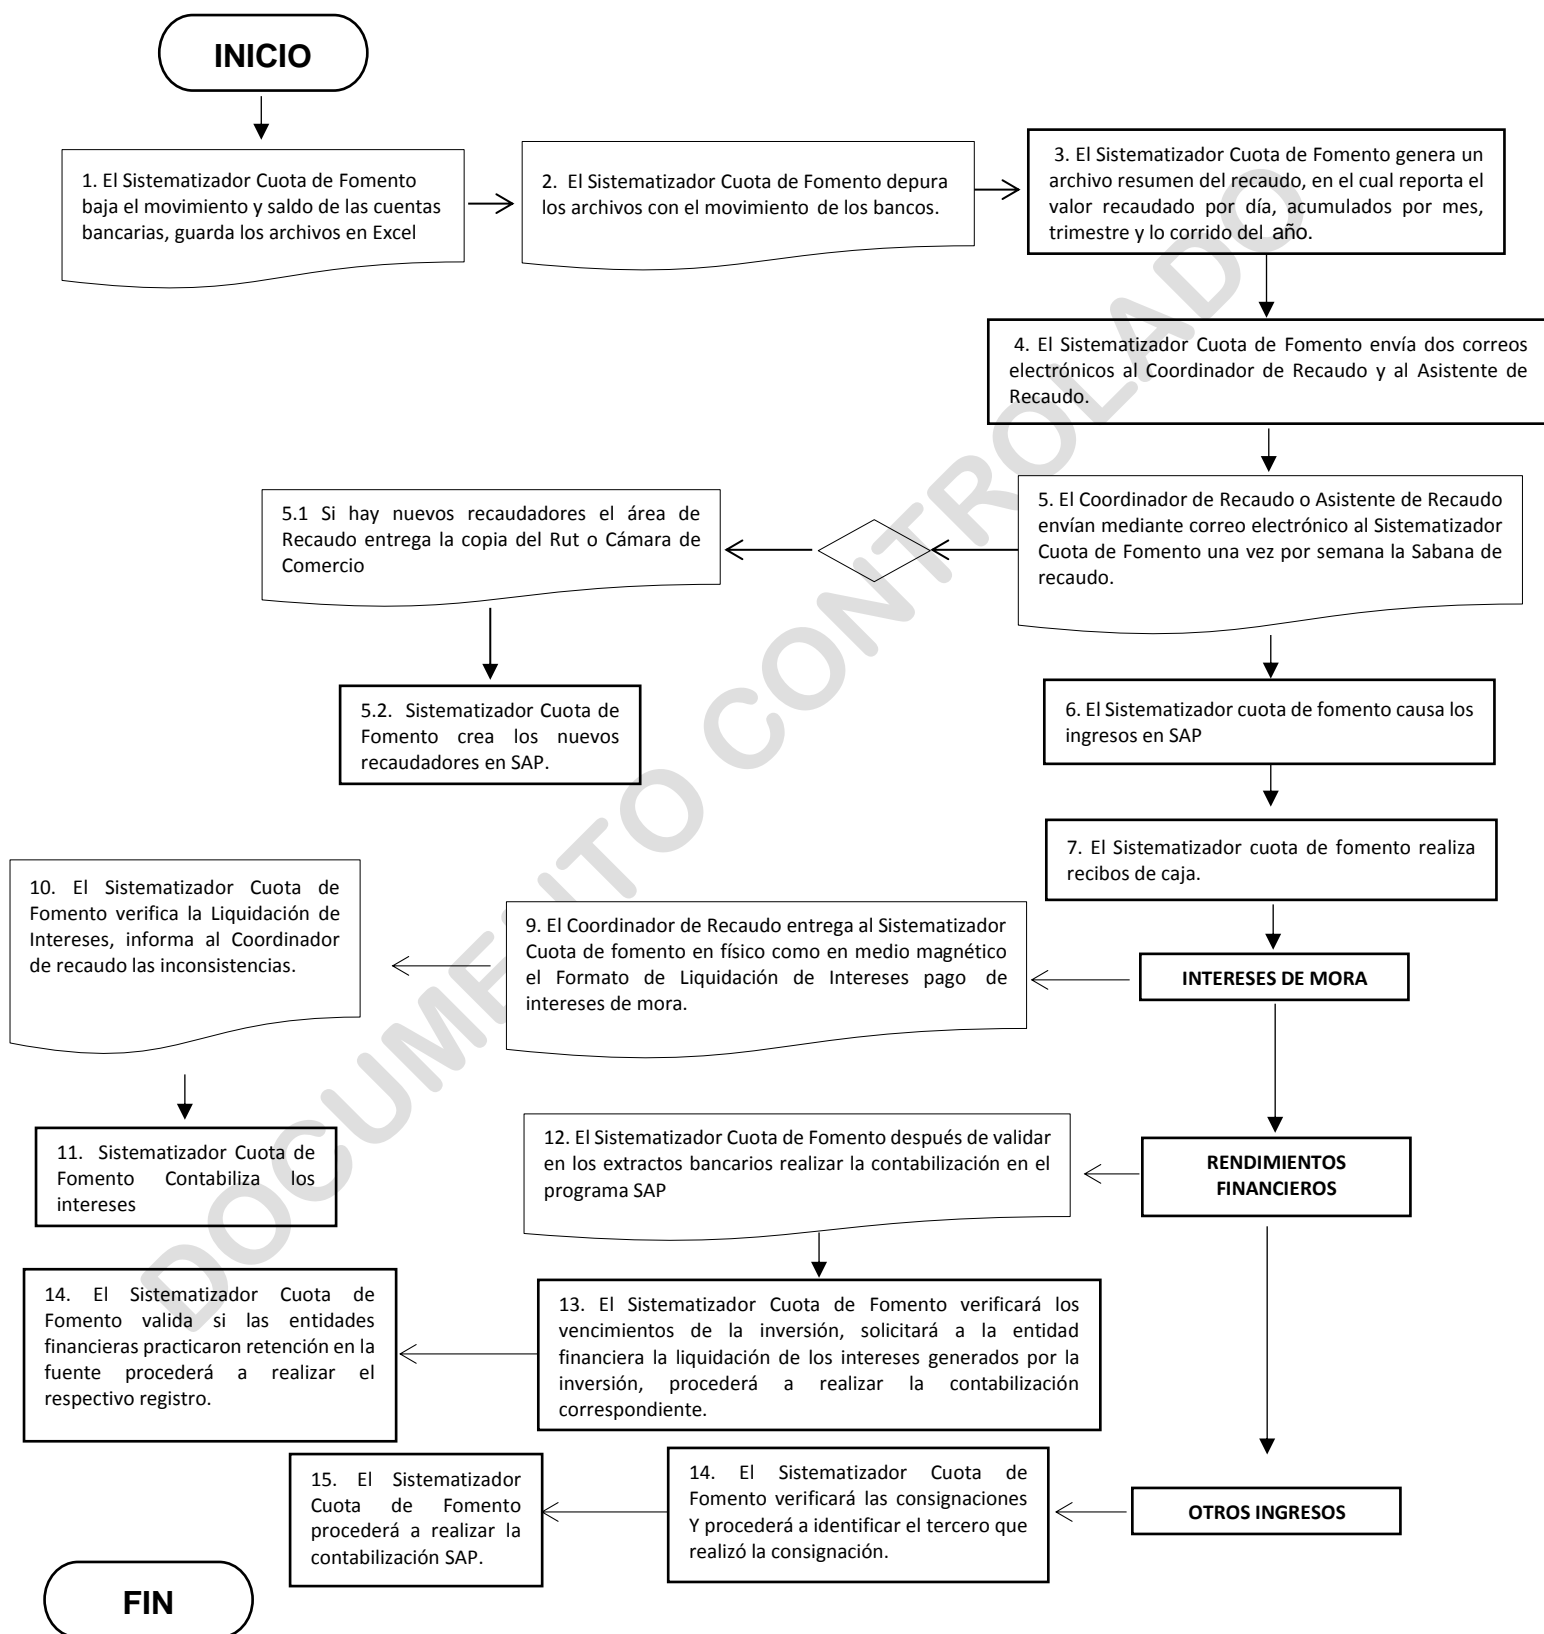 INICIO
1. El Sistematizador Cuota de Fomento
baja el movimiento y saldo de las cuentas
bancarias, guarda los archivos en Excel
2. El Sistematizador Cuota de Fomento depura
los archivos con el movimiento de los bancos.
3. El Sistematizador Cuota de Fomento genera un
archivo resumen del recaudo, en el cual reporta el
valor recaudado por día, acumulados por mes,
trimestre y lo corrido del año.
4. El Sistematizador Cuota de Fomento envía dos correos
electrónicos al Coordinador de Recaudo y al Asistente de
Recaudo.
5. El Coordinador de Recaudo o Asistente de Recaudo
envían mediante correo electrónico al Sistematizador
Cuota de Fomento una vez por semana la Sabana de
recaudo.
5.1 Si hay nuevos recaudadores el área de
Recaudo entrega la copia del Rut o Cámara de
Comercio
5.2. Sistematizador Cuota de
Fomento crea los nuevos
recaudadores en SAP.
6. El Sistematizador cuota de fomento causa los
ingresos en SAP
7. El Sistematizador cuota de fomento realiza
recibos de caja.
INTERESES DE MORA
9. El Coordinador de Recaudo entrega al Sistematizador
Cuota de fomento en físico como en medio magnético
el Formato de Liquidación de Intereses pago de
intereses de mora.
10. El Sistematizador Cuota de
Fomento verifica la Liquidación de
Intereses, informa al Coordinador
de recaudo las inconsistencias.
11. Sistematizador Cuota de
Fomento Contabiliza los
intereses
RENDIMIENTOS
FINANCIEROS
12. El Sistematizador Cuota de Fomento después de validar
en los extractos bancarios realizar la contabilización en el
programa SAP
13. El Sistematizador Cuota de Fomento verificará los
vencimientos de la inversión, solicitará a la entidad
financiera la liquidación de los intereses generados por la
inversión, procederá a realizar la contabilización
correspondiente.
14. El Sistematizador Cuota de
Fomento valida si las entidades
financieras practicaron retención en la
fuente procederá a realizar el
respectivo registro.
OTROS INGRESOS
14. El Sistematizador Cuota de
Fomento verificará las consignaciones
Y procederá a identificar el tercero que
realizó la consignación.
15. El Sistematizador
Cuota de Fomento
procederá a realizar la
contabilización SAP.
FIN
DOCUMENTO CONTROLADO